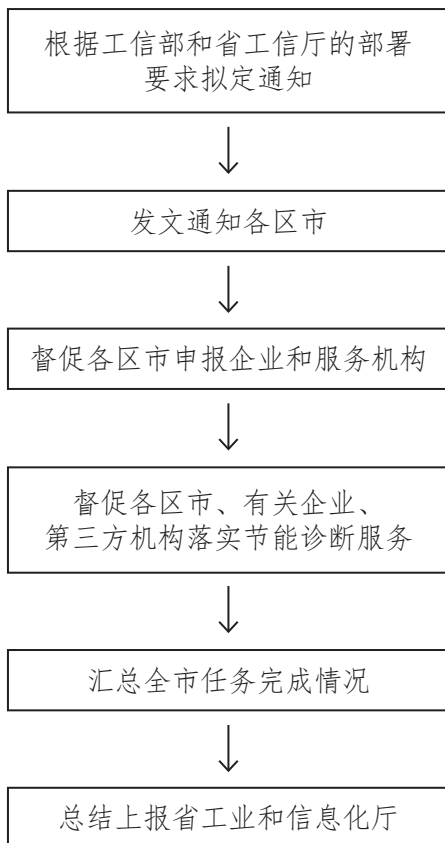 根据工信部和省工信厅的部署
要求拟定通知
发文通知各区市
督促各区市申报企业和服务机构
督促各区市、有关企业、
第三方机构落实节能诊断服务
汇总全市任务完成情况
总结上报省工业和信息化厅